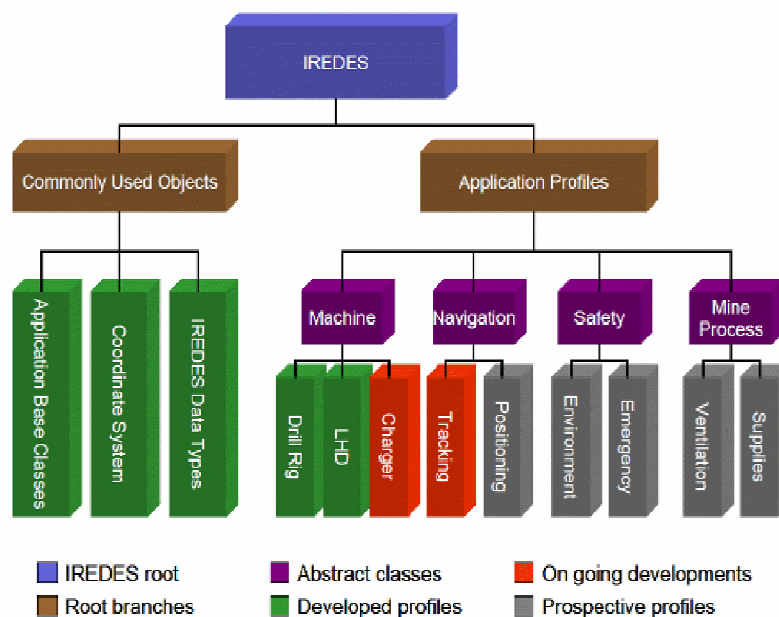 IREDES
Commonly Used Objects
Application Profiles
Application Base Classes
Coordinate System
IREDES Data Types
Machine
Navigation
Safety
Mine
Process
Drill Rig
LHD
Charger
Tracking
Positioning
Environment
Emergency
Ventilation
Supplies
IREDES root
Abstract classes
On going developments
Root branches
Developed profiles
Prospective profiles